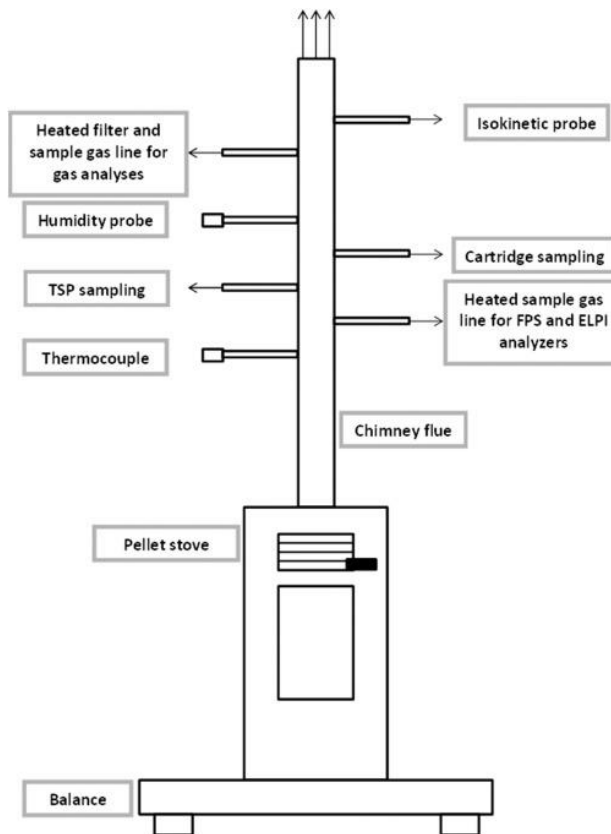 Heated filter and
sample gas line for
gas analyses
Isokinetic probe
Humidity probe
Cartridge sampling
TSP sampling
Heated sample gas
line for FPS and ELPI
analyzers
Thermocouple
Chimney flue
Pellet stove
Balance